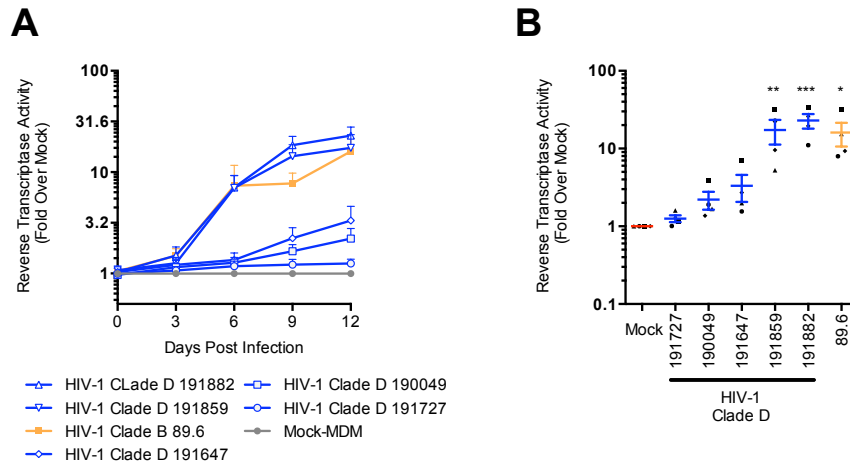 A
Reverse Transcriptase Activity
(Fold Over Mock)
100
31.6
10
3.2
1
0
3
6
9
12
Days Post Infection
HIV-1 CLade D 191882
HIV-1 Clade D 191859
HIV-1 Clade B 89.6
HIV-1 Clade D 191647
HIV-1 Clade D 190049
HIV-1 Clade D 191727
Mock-MDM
B
Reverse Transcriptase Activity
(Fold Over Mock)
100
10
1
0.1
**
***
*
Mock
191727
190049
191647
191859
191882
89.6
HIV-1
Clade D